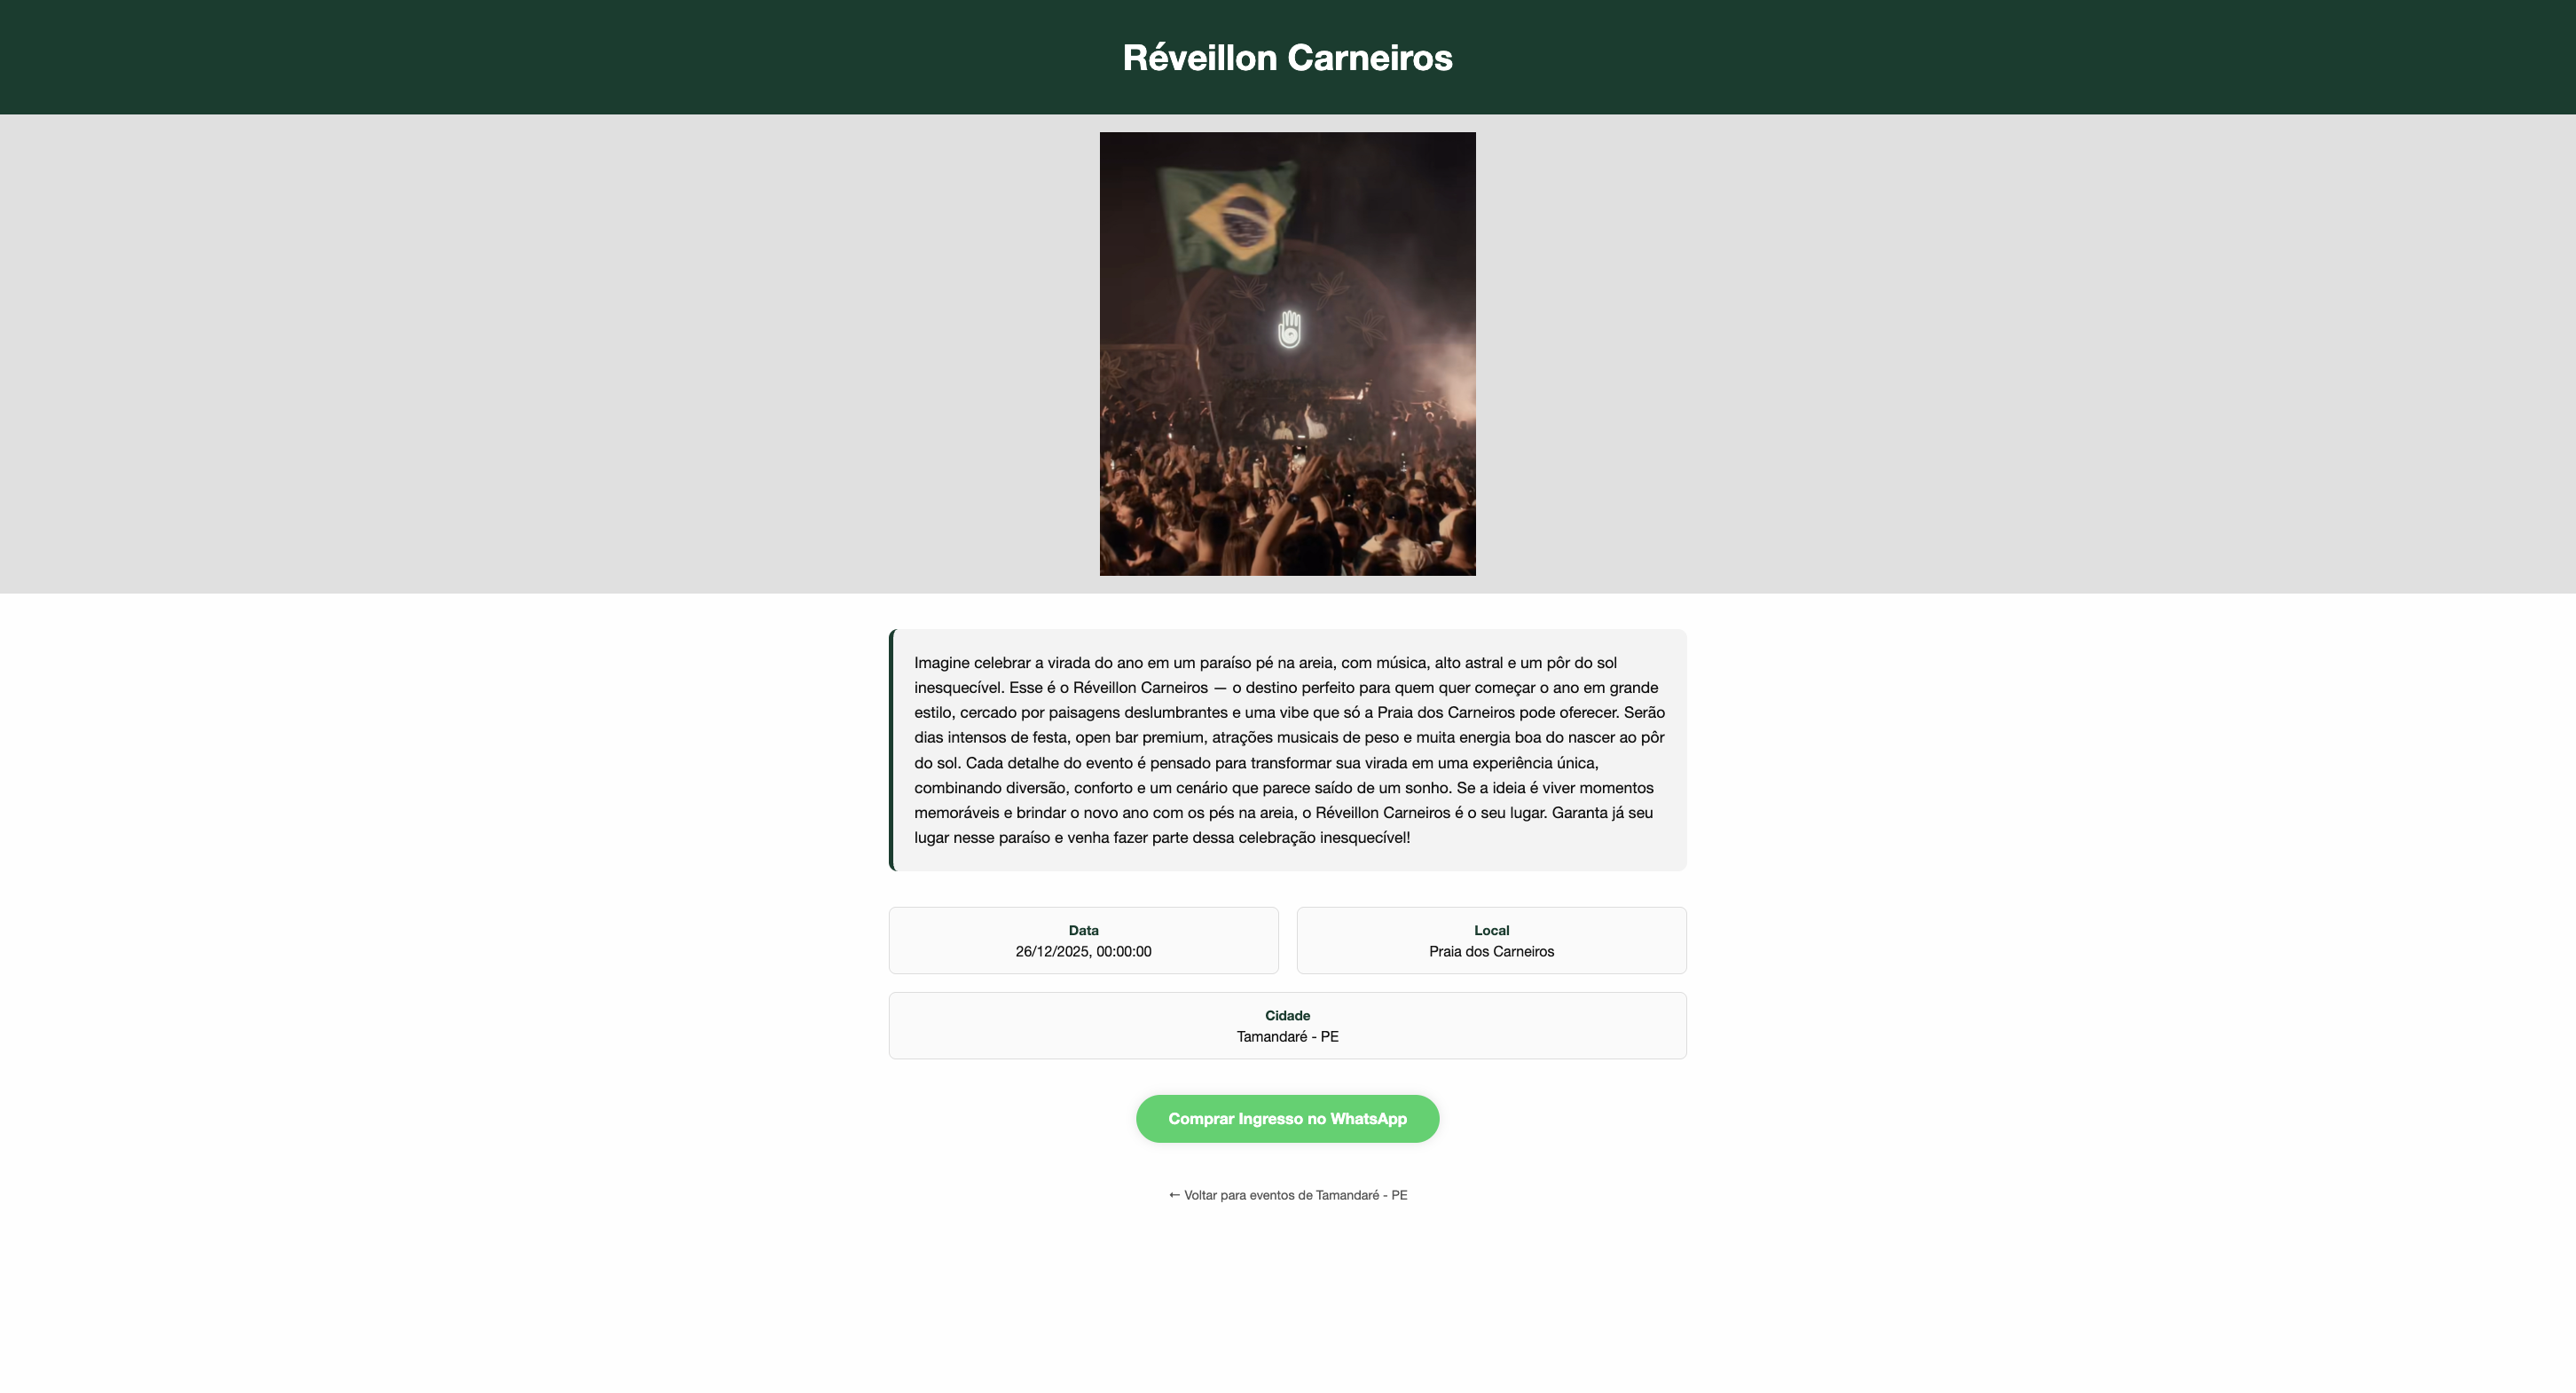 Réveillon Carneiros
Imagine celebrar a virada do ano em um paraíso pé na areia, com música, alto astral e um pôr do sol
inesquecível. Esse é o Réveillon Carneiros — o destino perfeito para quem quer começar o ano em grande
estilo, cercado por paisagens deslumbrantes e uma vibe que só a Praia dos Carneiros pode oferecer. Serão
dias intensos de festa, open bar premium, atrações musicais de peso e muita energia boa do nascer ao pôr
do sol. Cada detalhe do evento é pensado para transformar sua virada em uma experiência única,
combinando diversão, conforto e um cenário que parece saído de um sonho. Se a ideia é viver momentos
memoráveis e brindar o novo ano com os pés na areia, o Réveillon Carneiros é o seu lugar. Garanta já seu
lugar nesse paraíso e venha fazer parte dessa celebração inesquecível!
Data
26/12/2025, 00:00:00
Local
Praia dos Carneiros
Cidade
Tamandaré - PE
Comprar Ingresso no WhatsApp
← Voltar para eventos de Tamandaré - PE